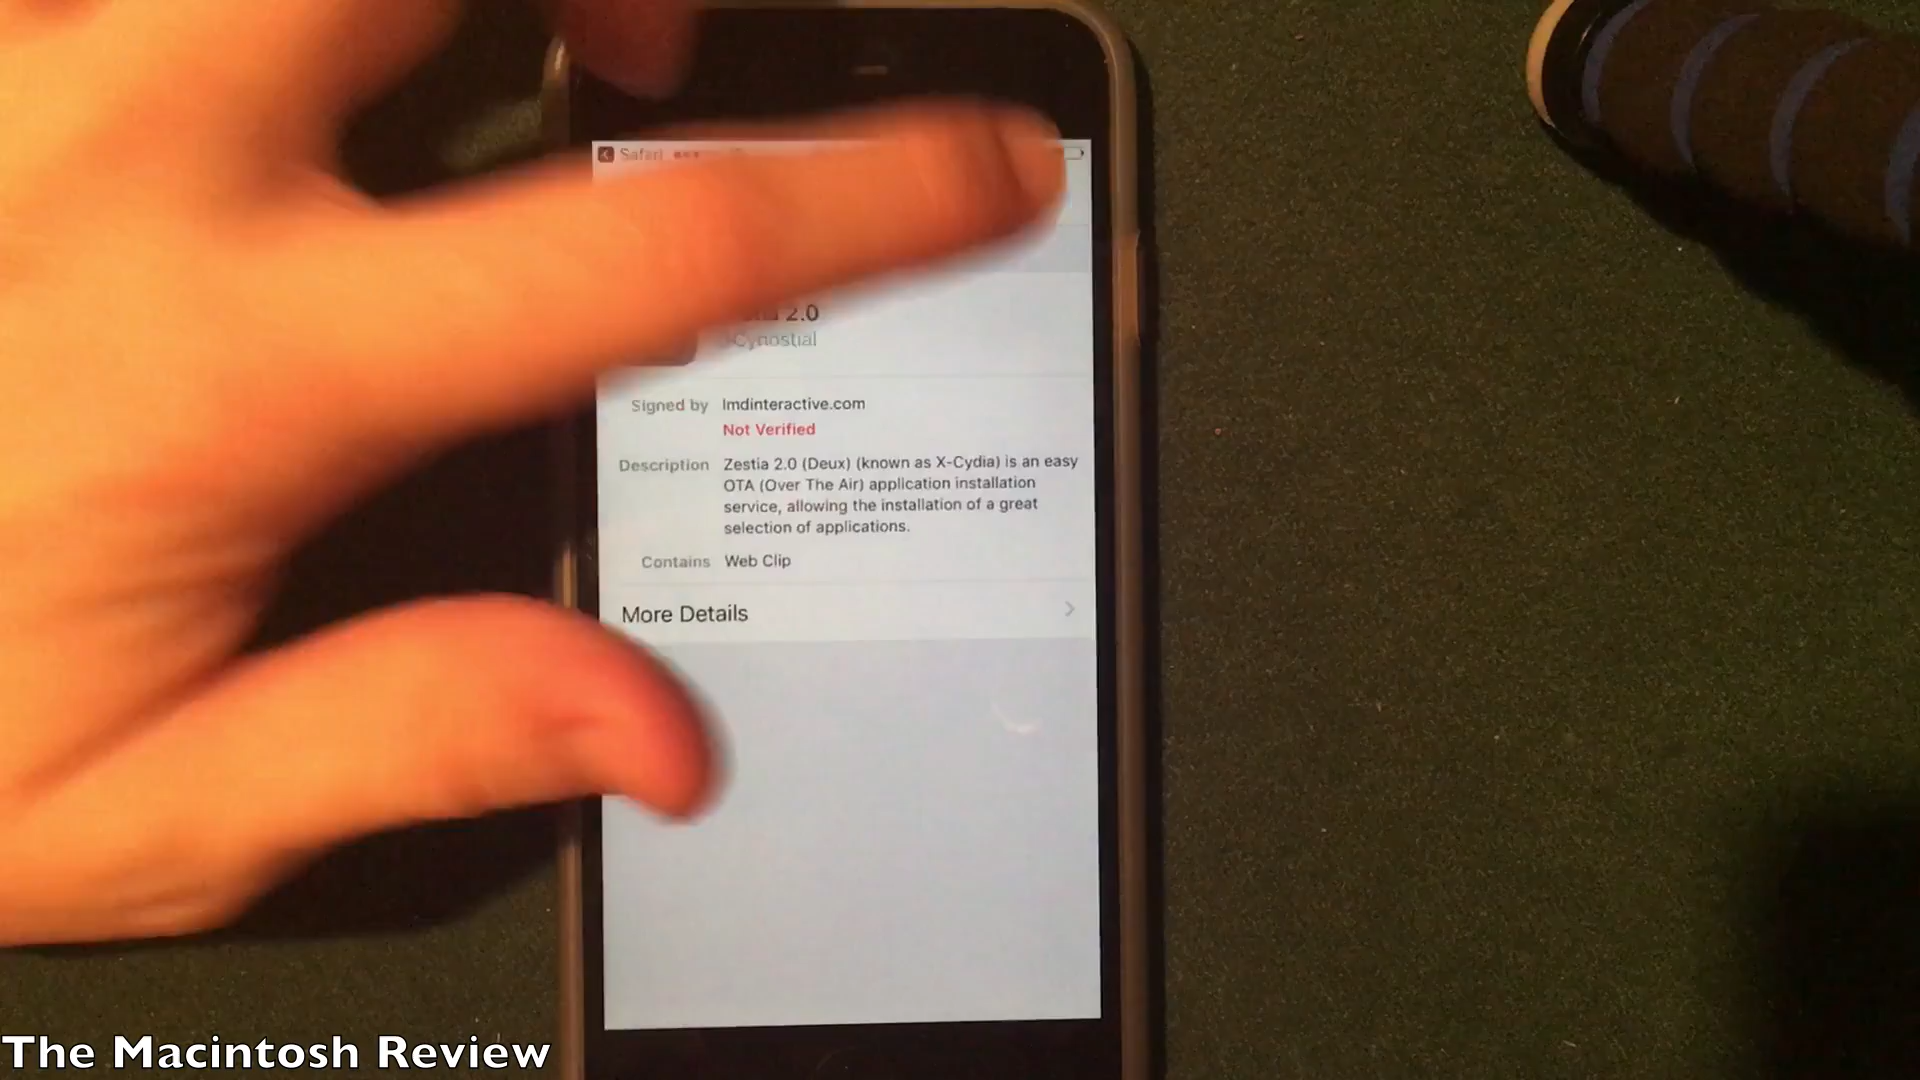 Safari
2.0
Cynostial
Signed by lmdinteractive.com
Not Verified
Description Zestia 2.0 (Deux) (known as X-Cydia) is an easy
OTA (Over The Air) application installation
service, allowing the installation of a great
selection of applications.
Contains Web Clip
More Details
The Macintosh Review